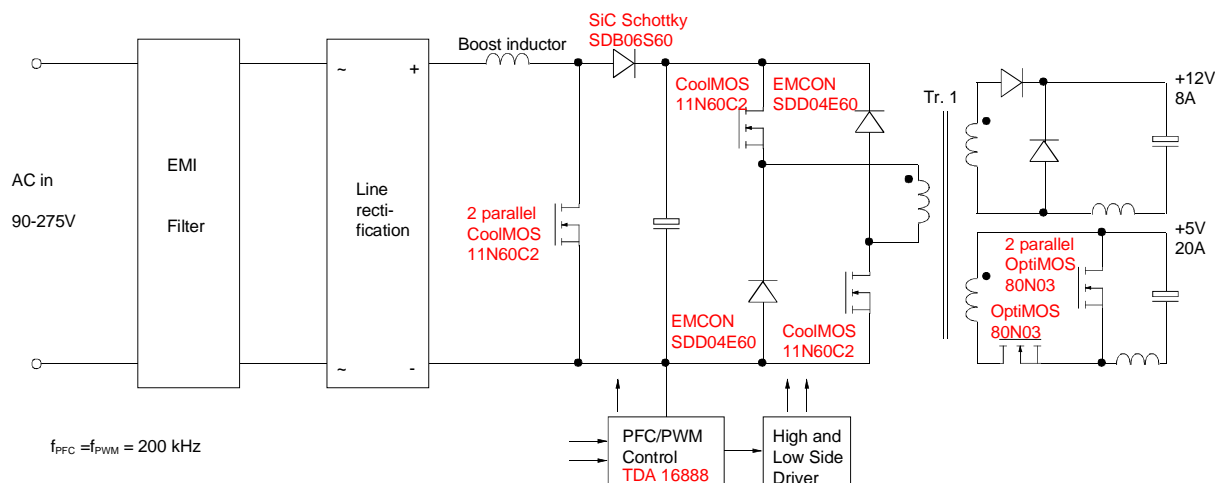 SiC Schottky
SDB06S60
Boost inductor
CoolMOS
11N60C2
EMCON
SDD04E60
Tr. 1
+12V
8A
~
+
AC in
90-275V
EMI
Filter
Line
recti-
fication
2 parallel
CoolMOS
11N60C2
+5V
20A
2 parallel
OptiMOS
80N03
OptiMOS
80N03
EMCON
SDD04E60
CoolMOS
11N60C2
~
-
fPFC =fPWM = 200 kHz
PFC/PWM
Control
TDA 16888
High and
Low Side
Driver